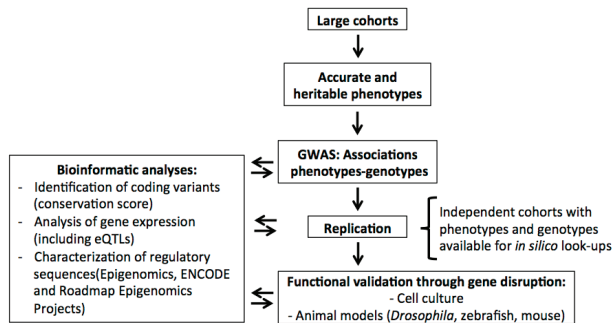 Large cohorts
Accurate and
heritable phenotypes
GWAS: Associations
phenotypes-genotypes
Bioinformatic analyses:
- Identification of coding variants
(conservation score)
- Analysis of gene expression
(including eQTLs)
- Characterization of regulatory
sequences(Epigenomics, ENCODE
and Roadmap Epigenomics
Projects)
Replication
Independent cohorts with
phenotypes and genotypes
available for in silico look-ups
Functional validation through gene disruption:
- Cell culture
- Animal models (Drosophila, zebrafish, mouse)